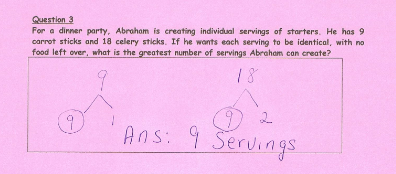 Question 3
For a dinner party, Abraham is creating individual servings of starters. He has 9
carrot sticks and 18 celery sticks. If he wants each serving to be identical, with no
food left over, what is the greatest number of servings Abraham can create?
9 18
9 1 9 2
Ans: 9 Servings